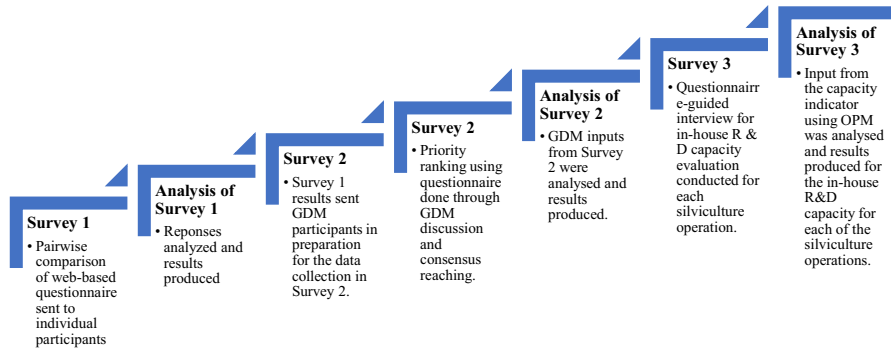 Survey 1
• Pairwise
comparison
of web-based
questionnaire
sent to
individual
participants
Analysis of
Survey 1
• Reponses
analyzed and
results
produced
Survey 2
• Survey 1
results sent
GDM
participants in
preparation
for the data
collection in
Survey 2.
Survey 2
• Priority
ranking using
questionnaire
done through
GDM
discussion
and
consensus
reaching.
Analysis of
Survey 2
• GDM inputs
from Survey
2 were
analysed and
results
produced.
Survey 3
• Questionnairr
e-guided
interview for
in-house R &
D capacity
evaluation
conducted for
each
silviculture
operation.
Analysis of
Survey 3
• Input from
the capacity
indicator
using OPM
was analysed
and results
produced for
the in-house
R&D
capacity for
each of the
silviculture
operations.